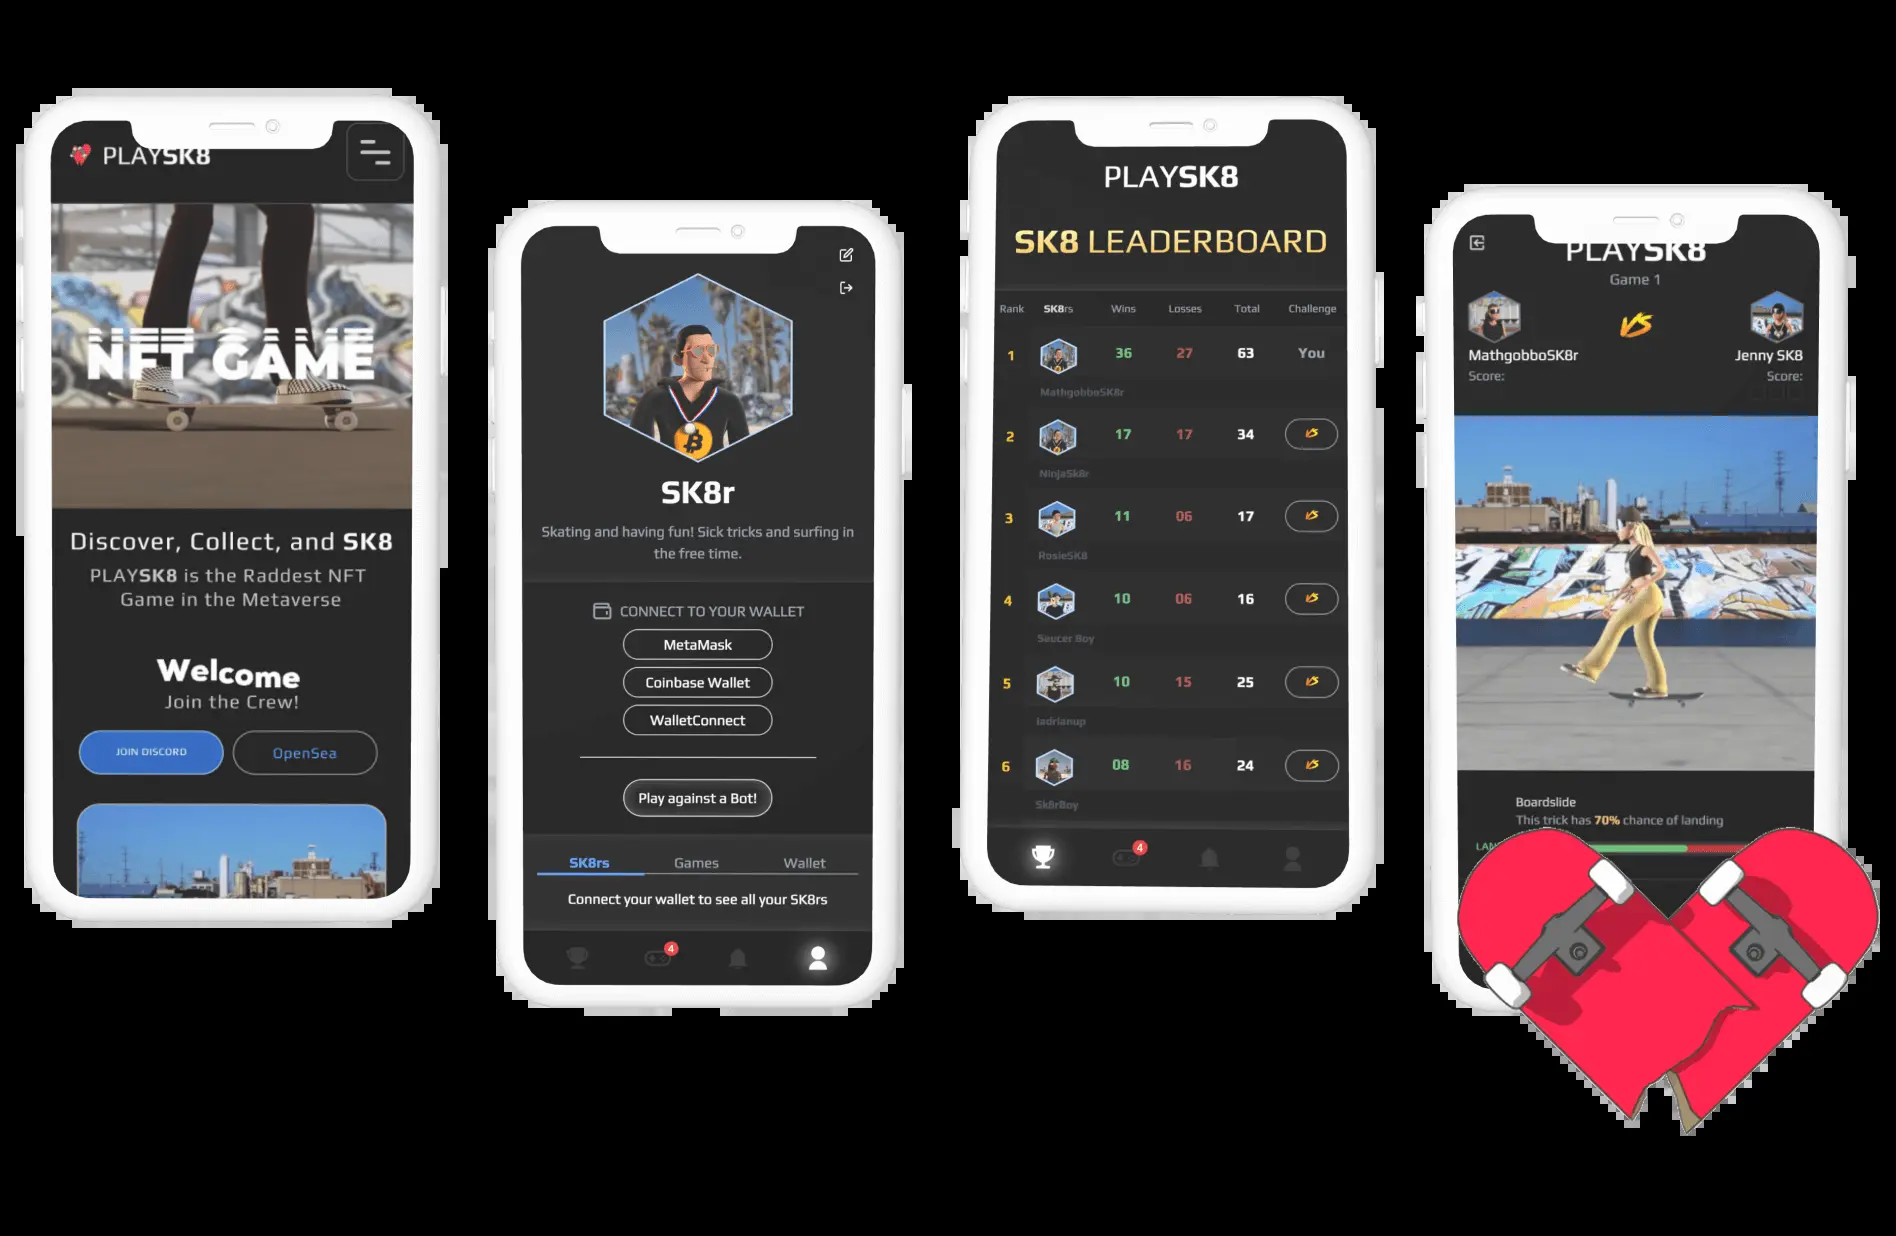 PLAYSK8
NFT GAME
Discover, Collect, and SK8
PLAYSK8 is the Raddest NFT
Game in the Metaverse
Welcome
Join the Crew!
JOIN DISCORD
OpenSea
SK8r
Skating and having fun! Sick tricks and surfing in
the free time.
CONNECT TO YOUR WALLET
MetaMask
Coinbase Wallet
WalletConnect
Play against a Bot!
SK8rs Games Wallet
Connect your wallet to see all your SK8rs
4
PLAYSK8
SK8 LEADERBOARD
Rank SK8rs Wins Losses Total Challenge
1 36 27 63 You
MathgobboSK8r
2 17 17 34 VS
NinjaSk8r
3 11 06 17 VS
RosieSK8
4 10 06 16 VS
Saucer Boy
5 10 15 25 VS
ladrianup
6 08 16 24 VS
Sk8rBoy
4
PLAYSK8
Game 1
VS
MathgobboSK8r Jenny SK8
Score: Score:
Boardslide
This trick has 70% chance of landing